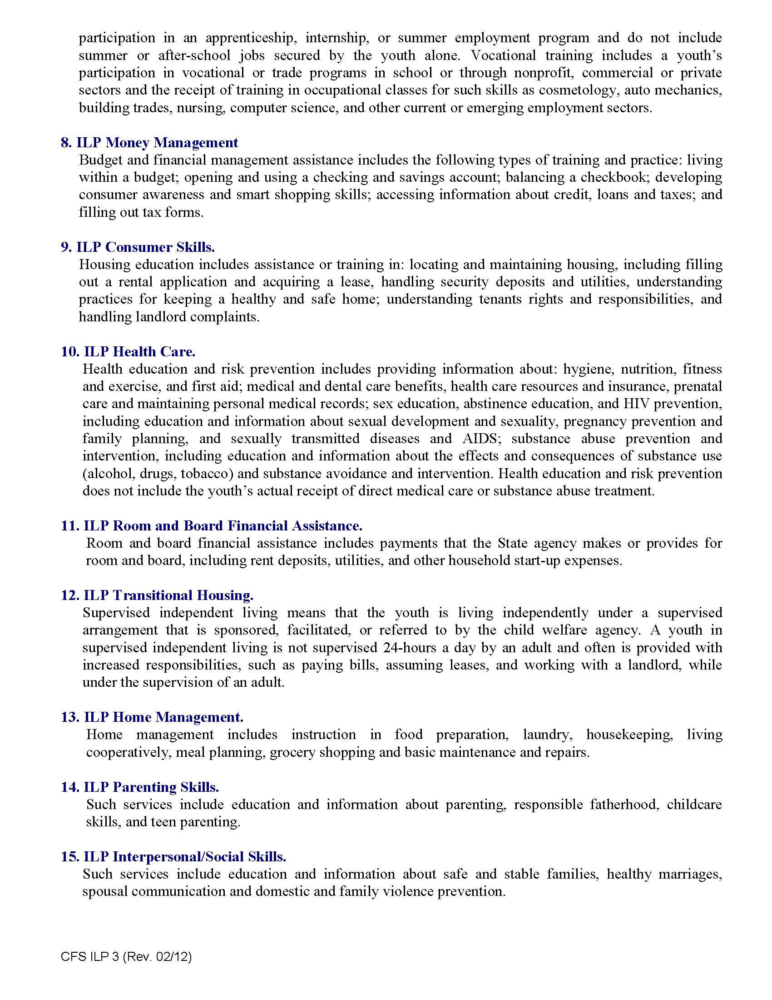 participation in an apprenticeship, internship, or summer employment program and do not include
summer or after-school jobs secured by the youth alone. Vocational training includes a youth’s
participation in vocational or trade programs in school or through nonprofit, commercial or private
sectors and the receipt of training in occupational classes for such skills as cosmetology, auto mechanics,
building trades, nursing, computer science, and other current or emerging employment sectors.
8. ILP Money Management
Budget and financial management assistance includes the following types of training and practice: living
within a budget; opening and using a checking and savings account; balancing a checkbook; developing
consumer awareness and smart shopping skills; accessing information about credit, loans and taxes; and
filling out tax forms.
9. ILP Consumer Skills.
Housing education includes assistance or training in: locating and maintaining housing, including filling
out a rental application and acquiring a lease, handling security deposits and utilities, understanding
practices for keeping a healthy and safe home; understanding tenants rights and responsibilities, and
handling landlord complaints.
10. ILP Health Care.
Health education and risk prevention includes providing information about: hygiene, nutrition, fitness
and exercise, and first aid; medical and dental care benefits, health care resources and insurance, prenatal
care and maintaining personal medical records; sex education, abstinence education, and HIV prevention,
including education and information about sexual development and sexuality, pregnancy prevention and
family planning, and sexually transmitted diseases and AIDS; substance abuse prevention and
intervention, including education and information about the effects and consequences of substance use
(alcohol, drugs, tobacco) and substance avoidance and intervention. Health education and risk prevention
does not include the youth’s actual receipt of direct medical care or substance abuse treatment.
11. ILP Room and Board Financial Assistance.
Room and board financial assistance includes payments that the State agency makes or provides for
room and board, including rent deposits, utilities, and other household start-up expenses.
12. ILP Transitional Housing.
Supervised independent living means that the youth is living independently under a supervised
arrangement that is sponsored, facilitated, or referred to by the child welfare agency. A youth in
supervised independent living is not supervised 24-hours a day by an adult and often is provided with
increased responsibilities, such as paying bills, assuming leases, and working with a landlord, while
under the supervision of an adult.
13. ILP Home Management.
Home management includes instruction in food preparation, laundry, housekeeping, living
cooperatively, meal planning, grocery shopping and basic maintenance and repairs.
14. ILP Parenting Skills.
Such services include education and information about parenting, responsible fatherhood, childcare
skills, and teen parenting.
15. ILP Interpersonal/Social Skills.
Such services include education and information about safe and stable families, healthy marriages,
spousal communication and domestic and family violence prevention.
CFS ILP 3 (Rev. 02/12)